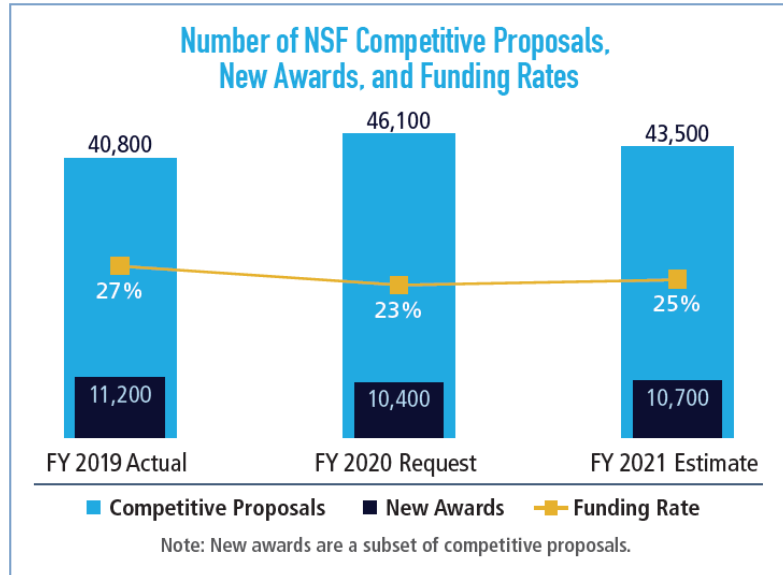 Number of NSF Competitive Proposals,
New Awards, and Funding Rates
40,800
46,100
43,500
27%
23%
25%
11,200
10,400
10,700
FY 2019 Actual
FY 2020 Request
FY 2021 Estimate
Competitive Proposals
New Awards
Funding Rate
Note: New awards are a subset of competitive proposals.